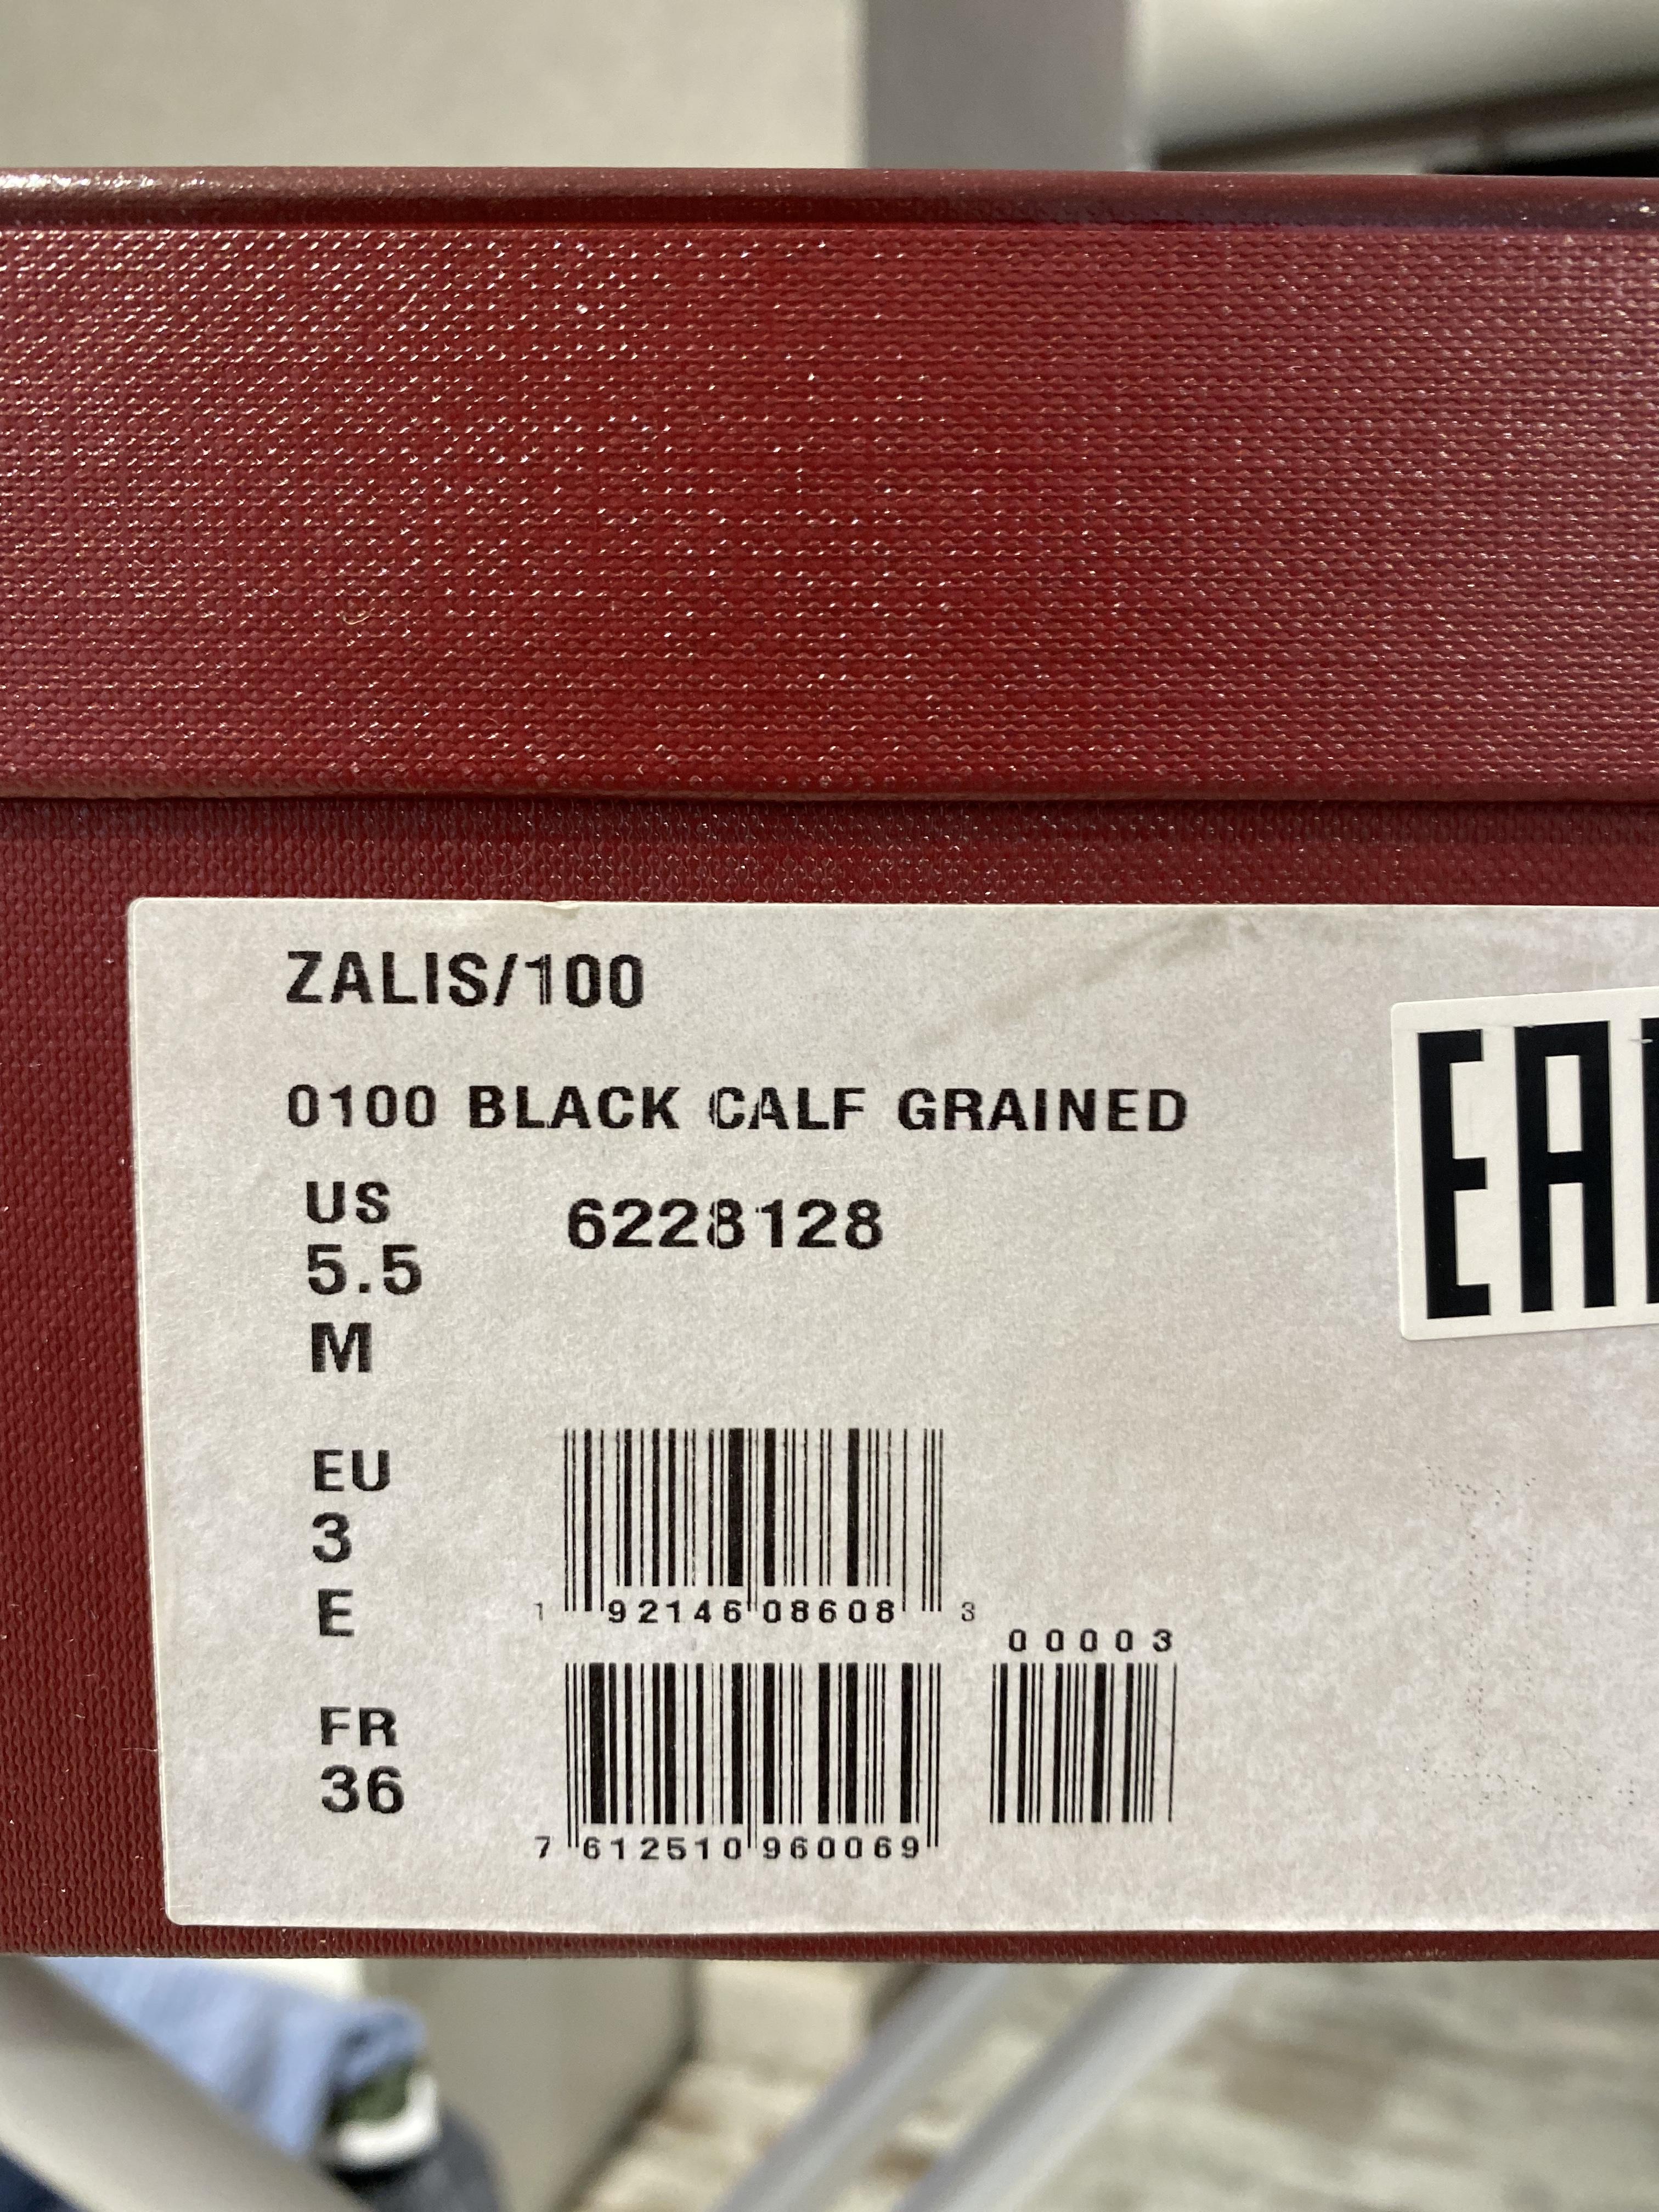 ZALIS/100
0100 BLACK CALF GRAINED
US
5.5
M
6228128
EU
3
E
FR
36
1 92146 08608 3
00003
7 612510 960069
EA